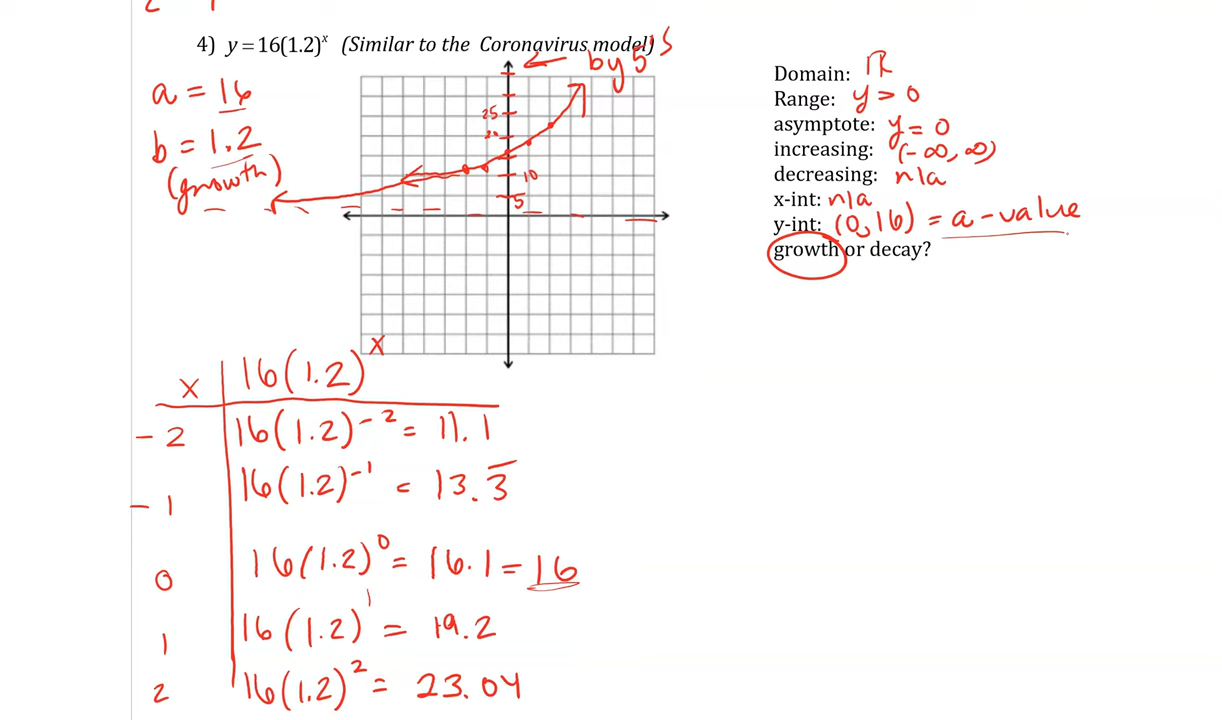 4) y = 16(1.2)^x (Similar to the Coronavirus model)
by 5's
a = 16
b = 1.2
(growth)
25
20
10
5
Domain: ℝ
Range: y > 0
asymptote: y = 0
increasing: (-∞, ∞)
decreasing: n/a
x-int: n/a
y-int: (0, 16) = a-value
growth or decay?
x | 16(1.2)^x
-2 | 16(1.2)^-2 = 11.1
-1 | 16(1.2)^-1 = 13.3̅
0 | 16(1.2)^0 = 16·1 = 16
1 | 16(1.2)^1 = 19.2
2 | 16(1.2)^2 = 23.04